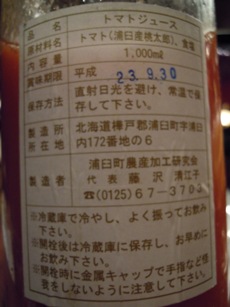 品名 トマトジュース
原材料名 トマト(浦臼産桃太郎)、食塩
内容量 1,000ml
賞味期限 平成 23.9.30
保存方法 直射日光を避け、常温で保
存して下さい。
製造所
所在地 北海道樺戸郡浦臼町字浦臼
内172番地の6
製造者 浦臼町農産加工研究会
代表 藤沢 清江子
☎(0125)67-3703
※冷蔵庫で冷やし、よく振ってお飲み
下さい。
※開栓後は冷蔵庫に保存し、お早めに
お飲み下さい。
※開栓時に金属キャップで手指など怪
我をしないように注意して下さい。